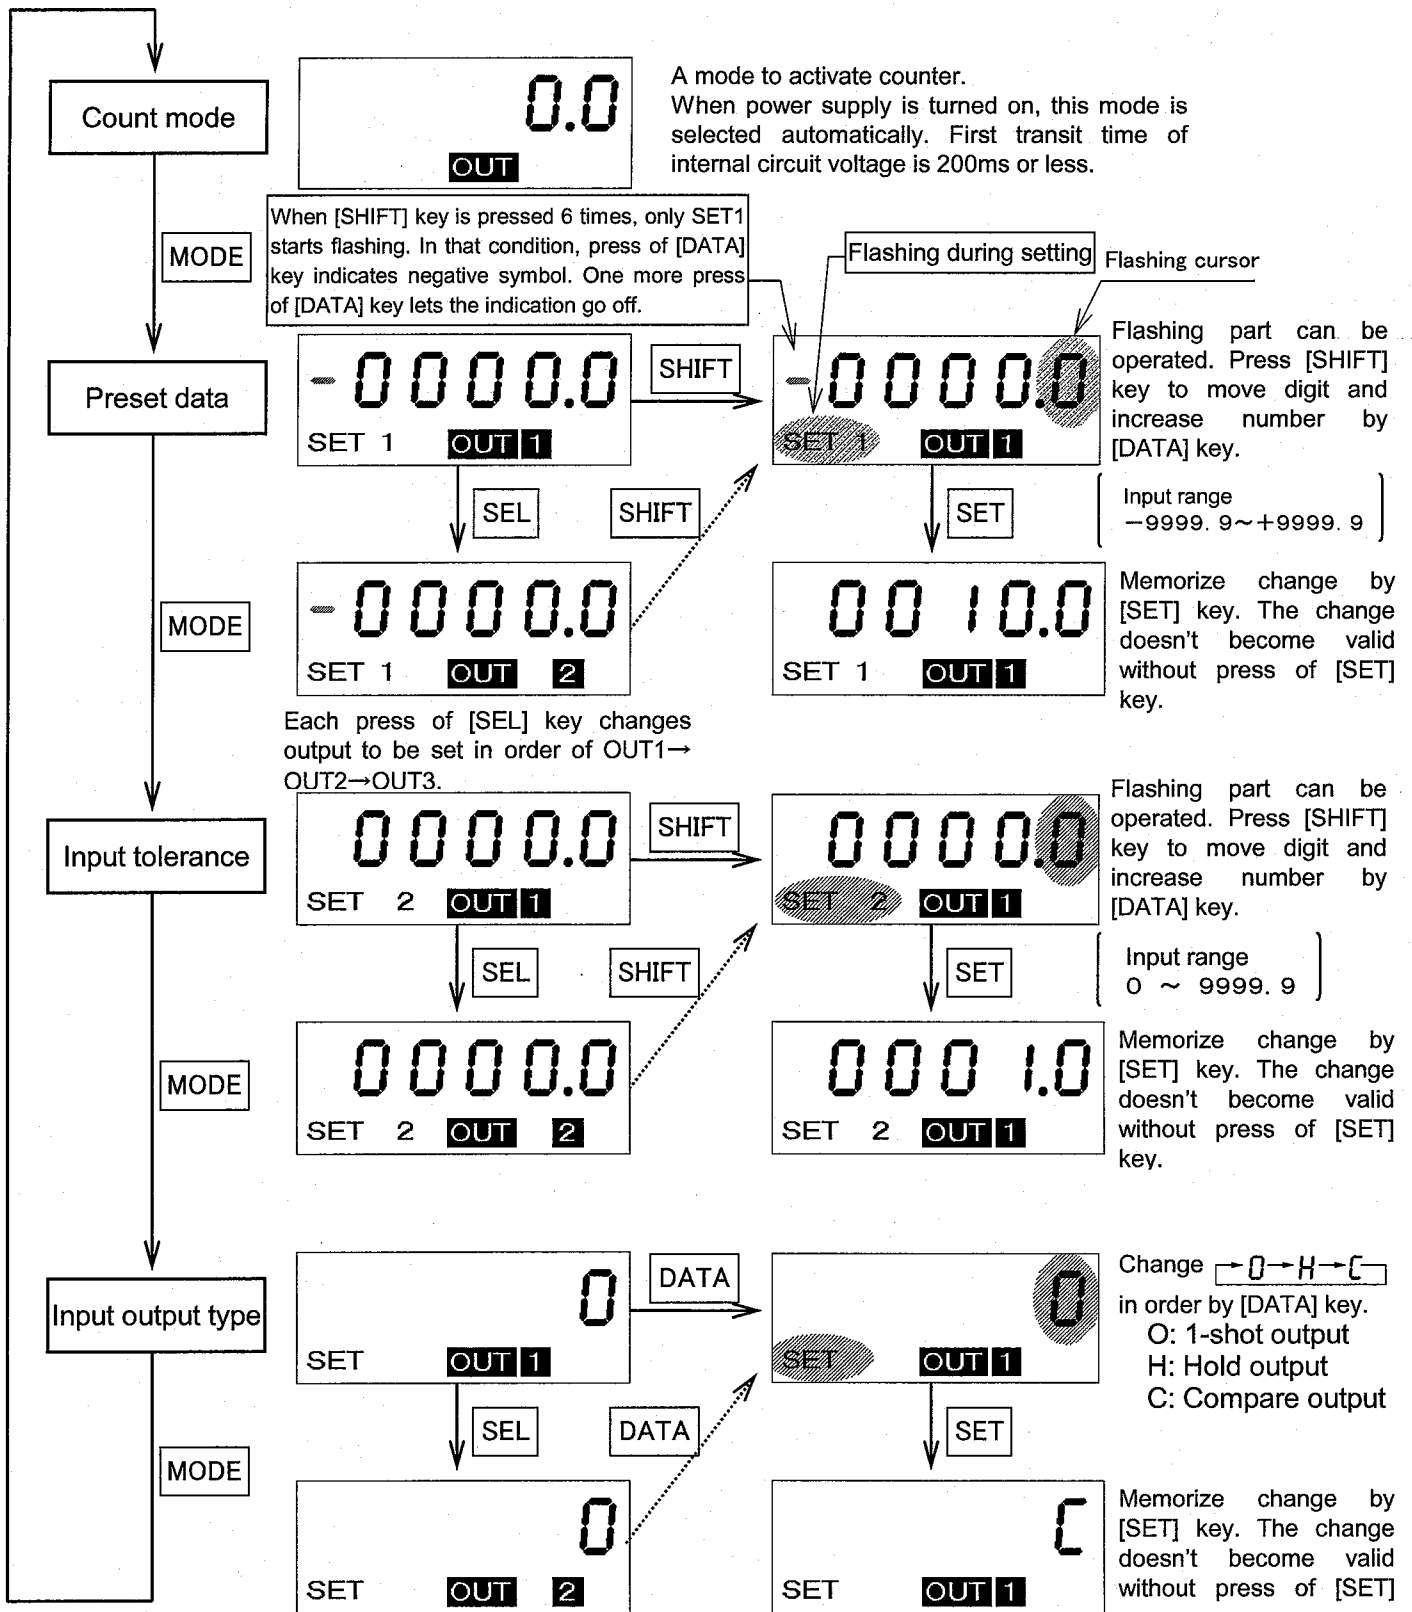 Count mode
0.0
OUT
A mode to activate counter.
When power supply is turned on, this mode is
selected automatically. First transit time of
internal circuit voltage is 200ms or less.
MODE
When [SHIFT] key is pressed 6 times, only SET1
starts flashing. In that condition, press of [DATA]
key indicates negative symbol. One more press
of [DATA] key lets the indication go off.
Flashing during setting
Flashing cursor
Preset data
-0000.0
SET 1 OUT 1
SHIFT
-0000.0
SET 1 OUT 1
Flashing part can be
operated. Press [SHIFT]
key to move digit and
increase number by
[DATA] key.
Input range
－9999. 9～+9999. 9
SEL
SHIFT
SET
MODE
-0000.0
SET 1 OUT 2
0010.0
SET 1 OUT 1
Memorize change by
[SET] key. The change
doesn't become valid
without press of [SET]
key.
Each press of [SEL] key changes
output to be set in order of OUT1→
OUT2→OUT3.
Input tolerance
0000.0
SET 2 OUT 1
SHIFT
0000.0
SET 2 OUT 1
Flashing part can be
operated. Press [SHIFT]
key to move digit and
increase number by
[DATA] key.
Input range
0 ～ 9999. 9
SEL
SHIFT
SET
MODE
0000.0
SET 2 OUT 2
0001.0
SET 2 OUT 1
Memorize change by
[SET] key. The change
doesn't become valid
without press of [SET]
key.
Input output type
0
SET OUT 1
DATA
0
SET OUT 1
Change →O→H→C
in order by [DATA] key.
O: 1-shot output
H: Hold output
C: Compare output
SEL
DATA
SET
MODE
0
SET OUT 2
C
SET OUT 1
Memorize change by
[SET] key. The change
doesn't become valid
without press of [SET]